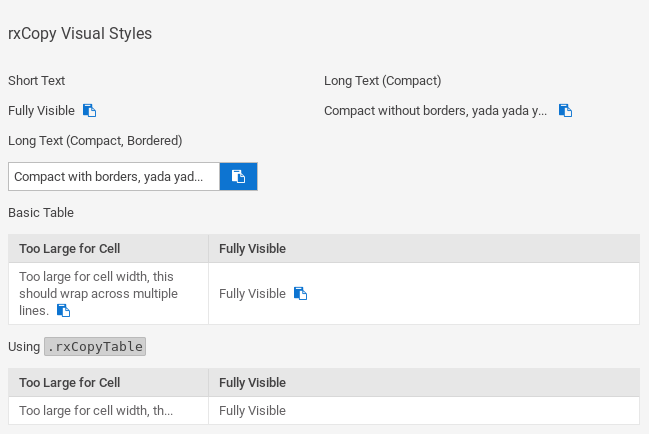 rxCopy Visual Styles
Short Text
Long Text (Compact)
Fully Visible
Compact without borders, yada yada y...
Long Text (Compact, Bordered)
Compact with borders, yada yad...
Basic Table
Too Large for Cell
Fully Visible
Too large for cell width, this
should wrap across multiple
lines.
Fully Visible
Using .rxCopyTable
Too Large for Cell
Fully Visible
Too large for cell width, th...
Fully Visible